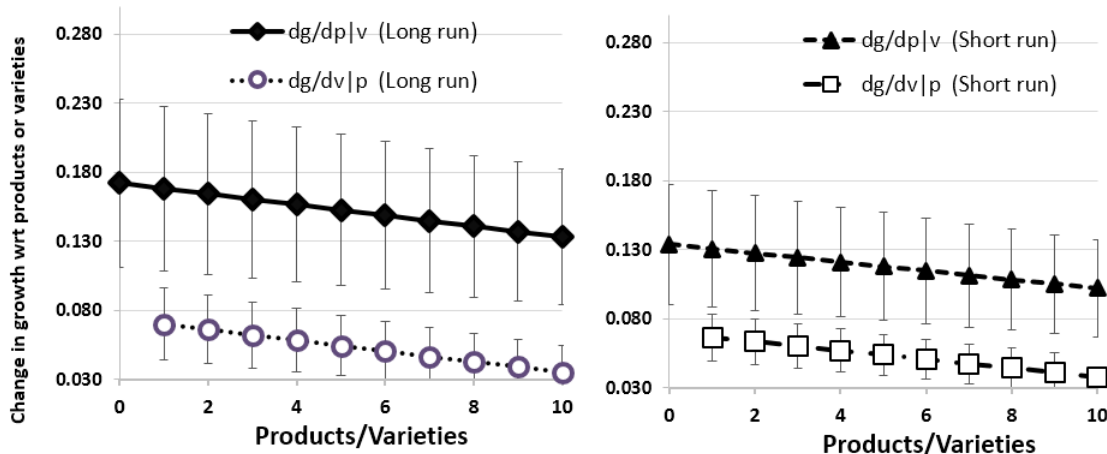 Change in growth wrt products or varieties
0.280
0.230
0.180
0.130
0.080
0.030
dg/dp|v (Long run)
dg/dv|p (Long run)
0 2 4 6 8 10
Products/Varieties
0.280
0.230
0.180
0.130
0.080
0.030
dg/dp|v (Short run)
dg/dv|p (Short run)
0 2 4 6 8 10
Products/Varieties